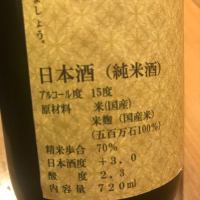 ましょう。
日本酒（純米酒）
アルコール度 15度
原材料 米（国産）
米麹（国産米）
（五百万石100％）
精米歩合 70％
日本酒度 +3.0
酸度 2.3
内容量 720ml